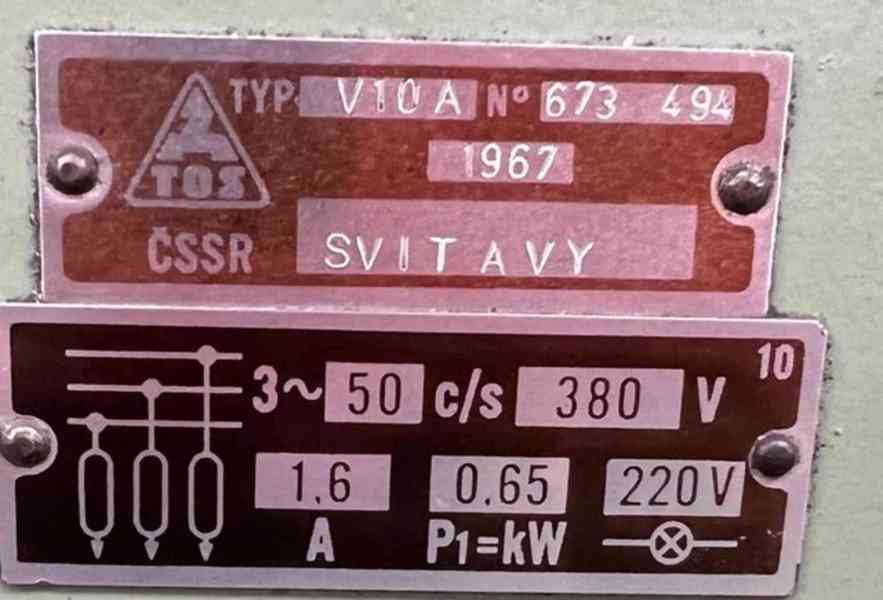 TYP. V10A Nº 673 494
TOS
1967
ČSSR SVITAVY
10
3~ 50 c/s 380 V
1,6 0,65 220V
A P1=kW